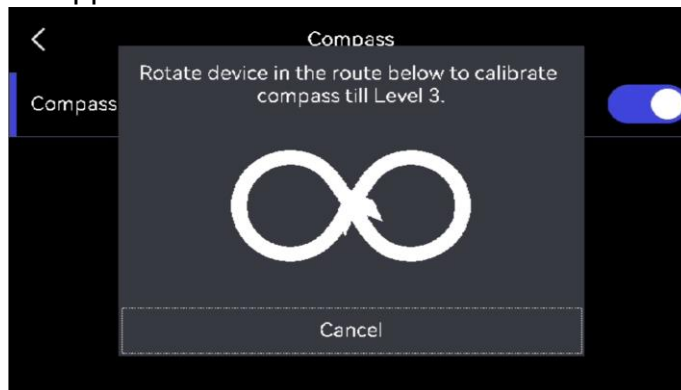 Compass
Rotate device in the route below to calibrate
compass till Level 3.
Compass
Cancel